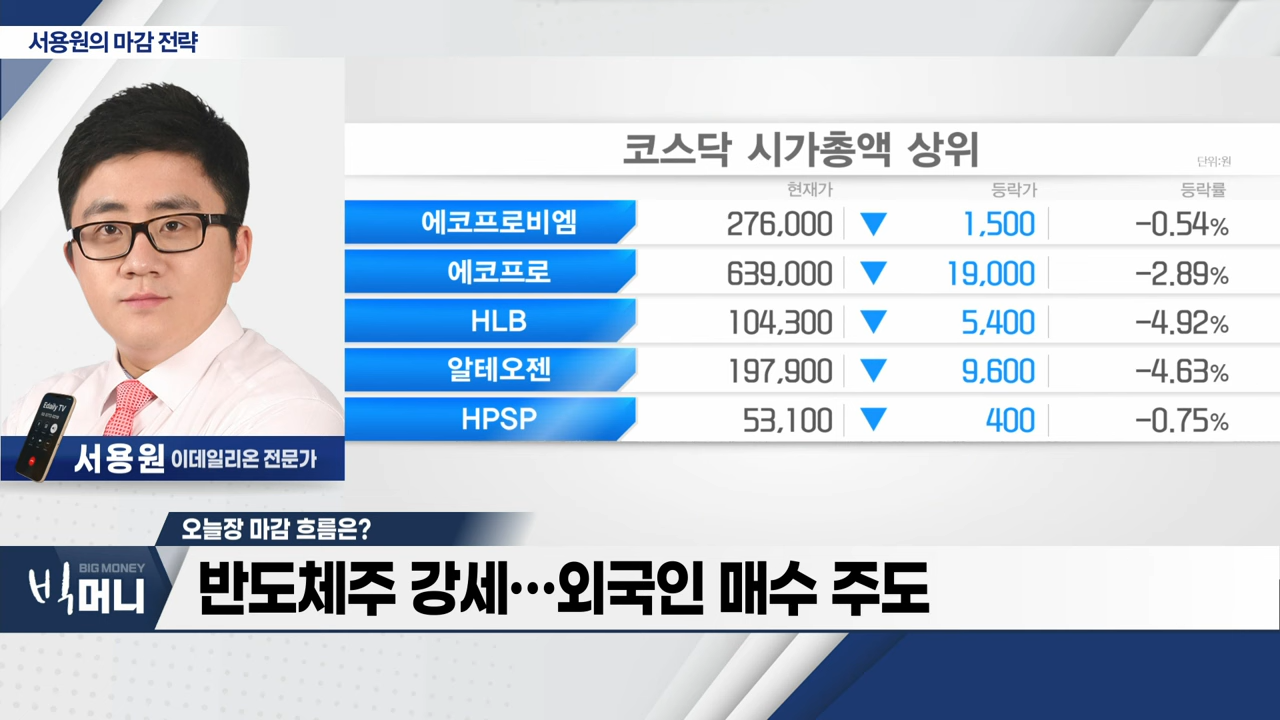 서용원의 마감 전략
코스닥 시가총액 상위
단위:원
현재가 등락가 등락률
에코프로비엠 276,000 ▼ 1,500 -0.54%
에코프로 639,000 ▼ 19,000 -2.89%
HLB 104,300 ▼ 5,400 -4.92%
알테오젠 197,900 ▼ 9,600 -4.63%
HPSP 53,100 ▼ 400 -0.75%
Edaily TV
서용원 이데일리온 전문가
오늘장 마감 흐름은?
BIG MONEY
빅머니
반도체주 강세…외국인 매수 주도